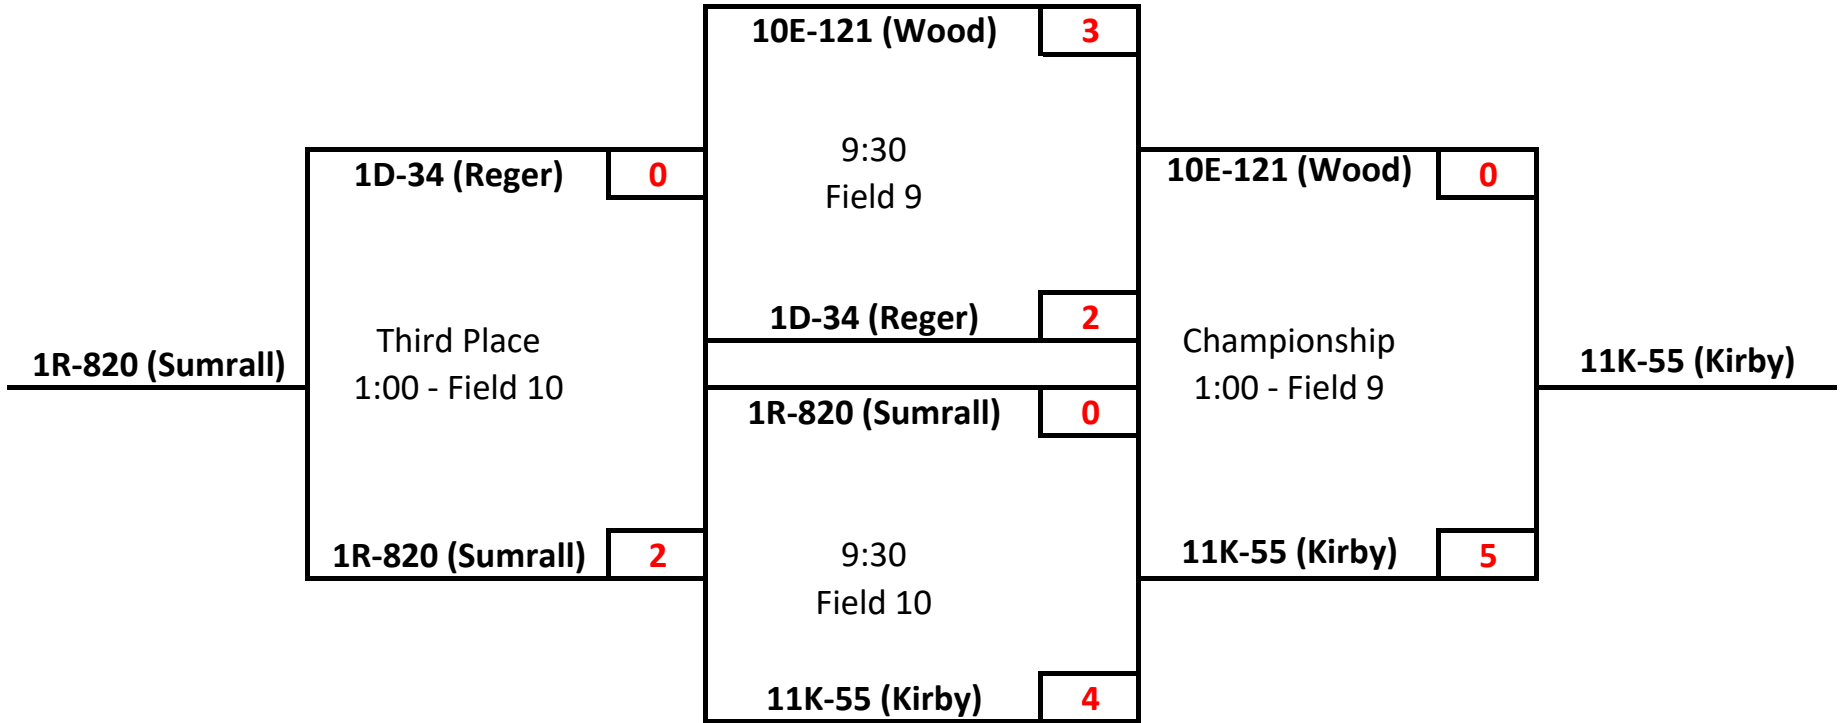 10E-121 (Wood) 3
9:30
Field 9
1D-34 (Reger) 0
10E-121 (Wood) 0
1D-34 (Reger) 2
Third Place
1:00 - Field 10
Championship
1:00 - Field 9
1R-820 (Sumrall)
11K-55 (Kirby)
1R-820 (Sumrall) 0
1R-820 (Sumrall) 2
9:30
Field 10
11K-55 (Kirby) 5
11K-55 (Kirby) 4